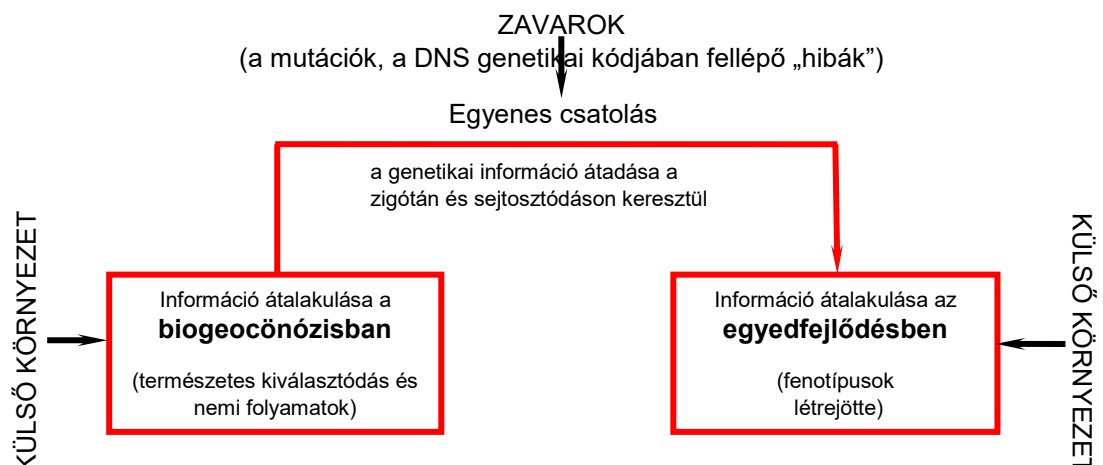 ZAVAROK
(a mutációk, a DNS genetikai kódjában fellépő „hibák”)
Egyenes csatolás
a genetikai információ átadása a
zigótán és sejtosztódáson keresztül
KÜLSŐ KÖRNYEZET
Információ átalakulása a
biogeocönózisban
(természetes kiválasztódás és
nemi folyamatok)
Információ átalakulása az
egyedfejlődésben
(fenotípusok
létrejötte)
KÜLSŐ KÖRNYEZET